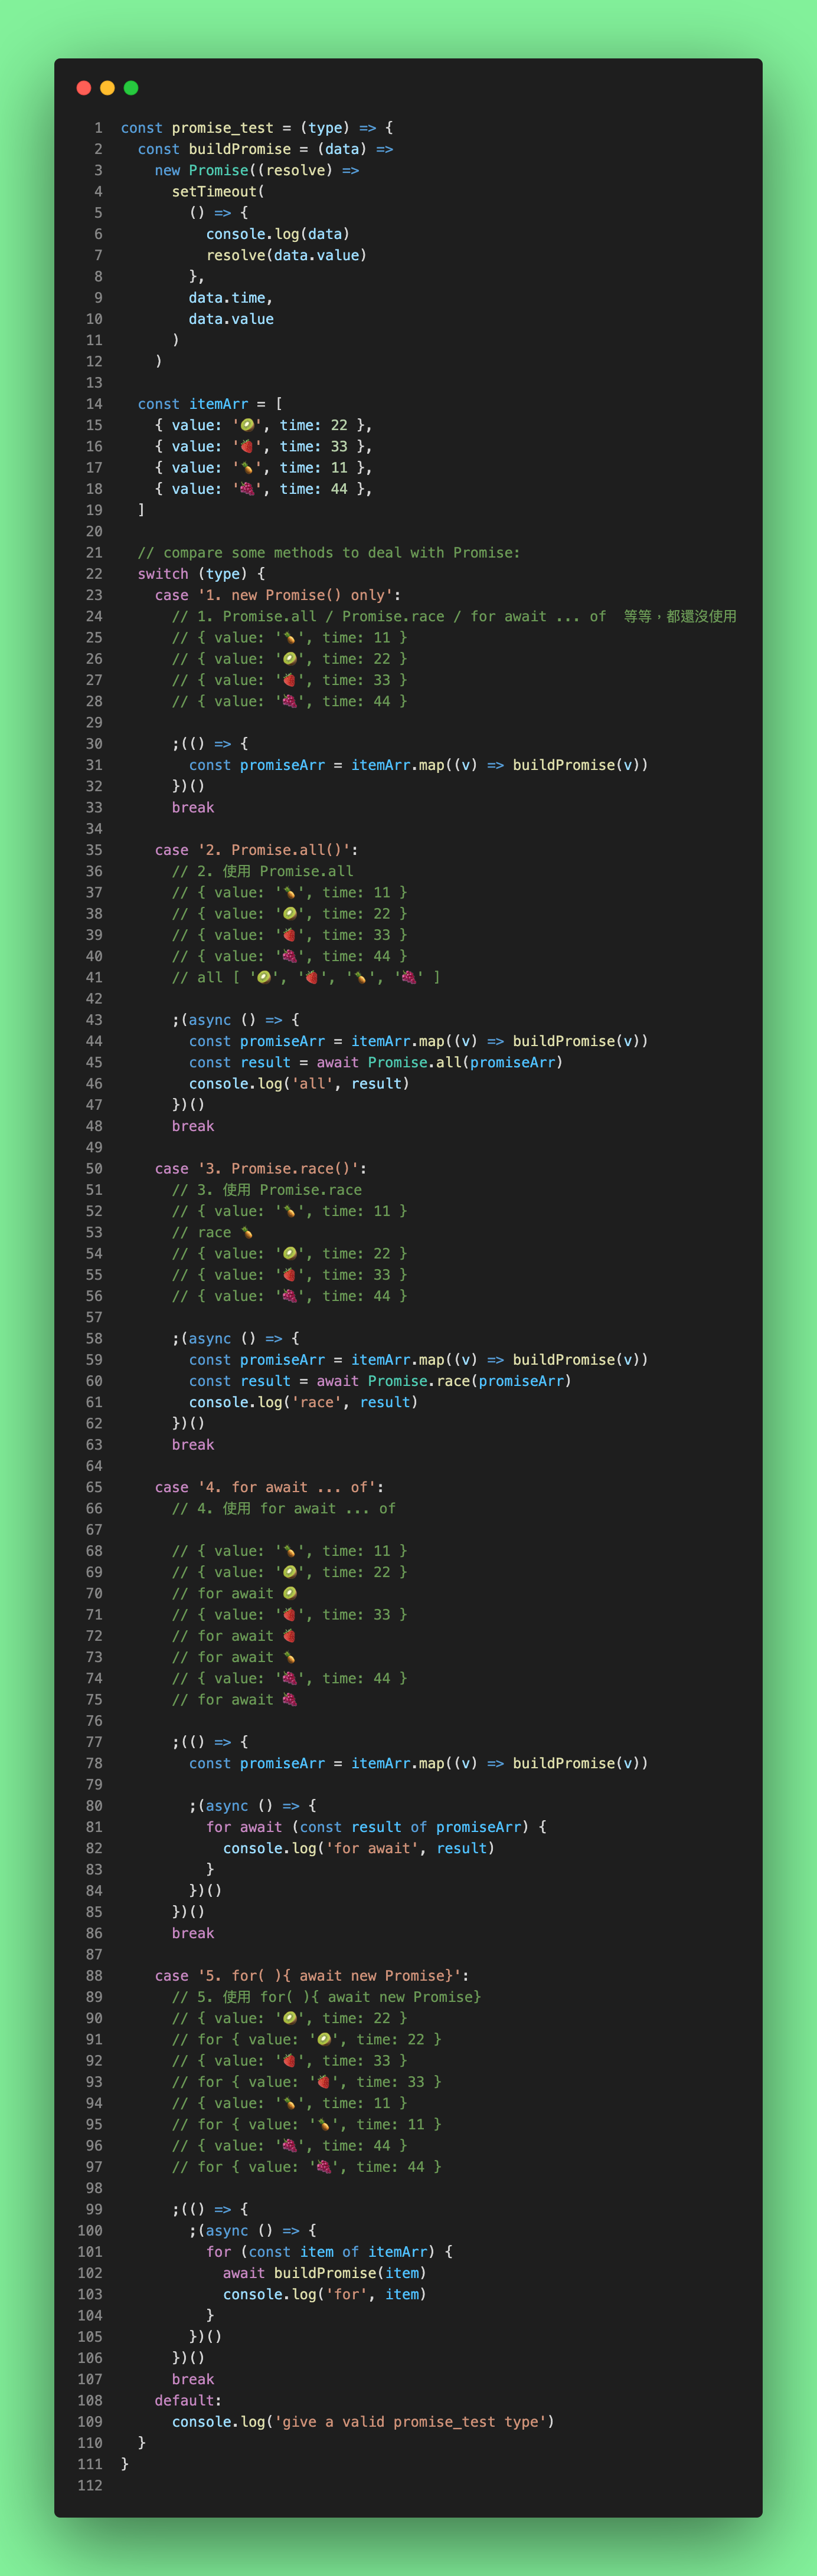 1 const promise_test = (type) => {
2   const buildPromise = (data) =>
3     new Promise((resolve) =>
4       setTimeout(
5         () => {
6           console.log(data)
7           resolve(data.value)
8         },
9         data.time,
10         data.value
11       )
12     )
13
14   const itemArr = [
15     { value: '🥝', time: 22 },
16     { value: '🍓', time: 33 },
17     { value: '🍍', time: 11 },
18     { value: '🍇', time: 44 },
19   ]
20
21   // compare some methods to deal with Promise:
22   switch (type) {
23     case '1. new Promise() only':
24       // 1. Promise.all / Promise.race / for await ... of  等等，都還沒使用
25       // { value: '🍍', time: 11 }
26       // { value: '🥝', time: 22 }
27       // { value: '🍓', time: 33 }
28       // { value: '🍇', time: 44 }
29
30       ;(() => {
31         const promiseArr = itemArr.map((v) => buildPromise(v))
32       })()
33       break
34
35     case '2. Promise.all()':
36       // 2. 使用 Promise.all
37       // { value: '🍍', time: 11 }
38       // { value: '🥝', time: 22 }
39       // { value: '🍓', time: 33 }
40       // { value: '🍇', time: 44 }
41       // all [ '🥝', '🍓', '🍍', '🍇' ]
42
43       ;(async () => {
44         const promiseArr = itemArr.map((v) => buildPromise(v))
45         const result = await Promise.all(promiseArr)
46         console.log('all', result)
47       })()
48       break
49
50     case '3. Promise.race()':
51       // 3. 使用 Promise.race
52       // { value: '🍍', time: 11 }
53       // race 🍍
54       // { value: '🥝', time: 22 }
55       // { value: '🍓', time: 33 }
56       // { value: '🍇', time: 44 }
57
58       ;(async () => {
59         const promiseArr = itemArr.map((v) => buildPromise(v))
60         const result = await Promise.race(promiseArr)
61         console.log('race', result)
62       })()
63       break
64
65     case '4. for await ... of':
66       // 4. 使用 for await ... of
67
68       // { value: '🍍', time: 11 }
69       // { value: '🥝', time: 22 }
70       // for await 🥝
71       // { value: '🍓', time: 33 }
72       // for await 🍓
73       // for await 🍍
74       // { value: '🍇', time: 44 }
75       // for await 🍇
76
77       ;(() => {
78         const promiseArr = itemArr.map((v) => buildPromise(v))
79
80         ;(async () => {
81           for await (const result of promiseArr) {
82             console.log('for await', result)
83           }
84         })()
85       })()
86       break
87
88     case '5. for( ){ await new Promise}':
89       // 5. 使用 for( ){ await new Promise}
90       // { value: '🥝', time: 22 }
91       // for { value: '🥝', time: 22 }
92       // { value: '🍓', time: 33 }
93       // for { value: '🍓', time: 33 }
94       // { value: '🍍', time: 11 }
95       // for { value: '🍍', time: 11 }
96       // { value: '🍇', time: 44 }
97       // for { value: '🍇', time: 44 }
98
99       ;(() => {
100         ;(async () => {
101           for (const item of itemArr) {
102             await buildPromise(item)
103             console.log('for', item)
104           }
105         })()
106       })()
107       break
108     default:
109       console.log('give a valid promise_test type')
110   }
111 }
112